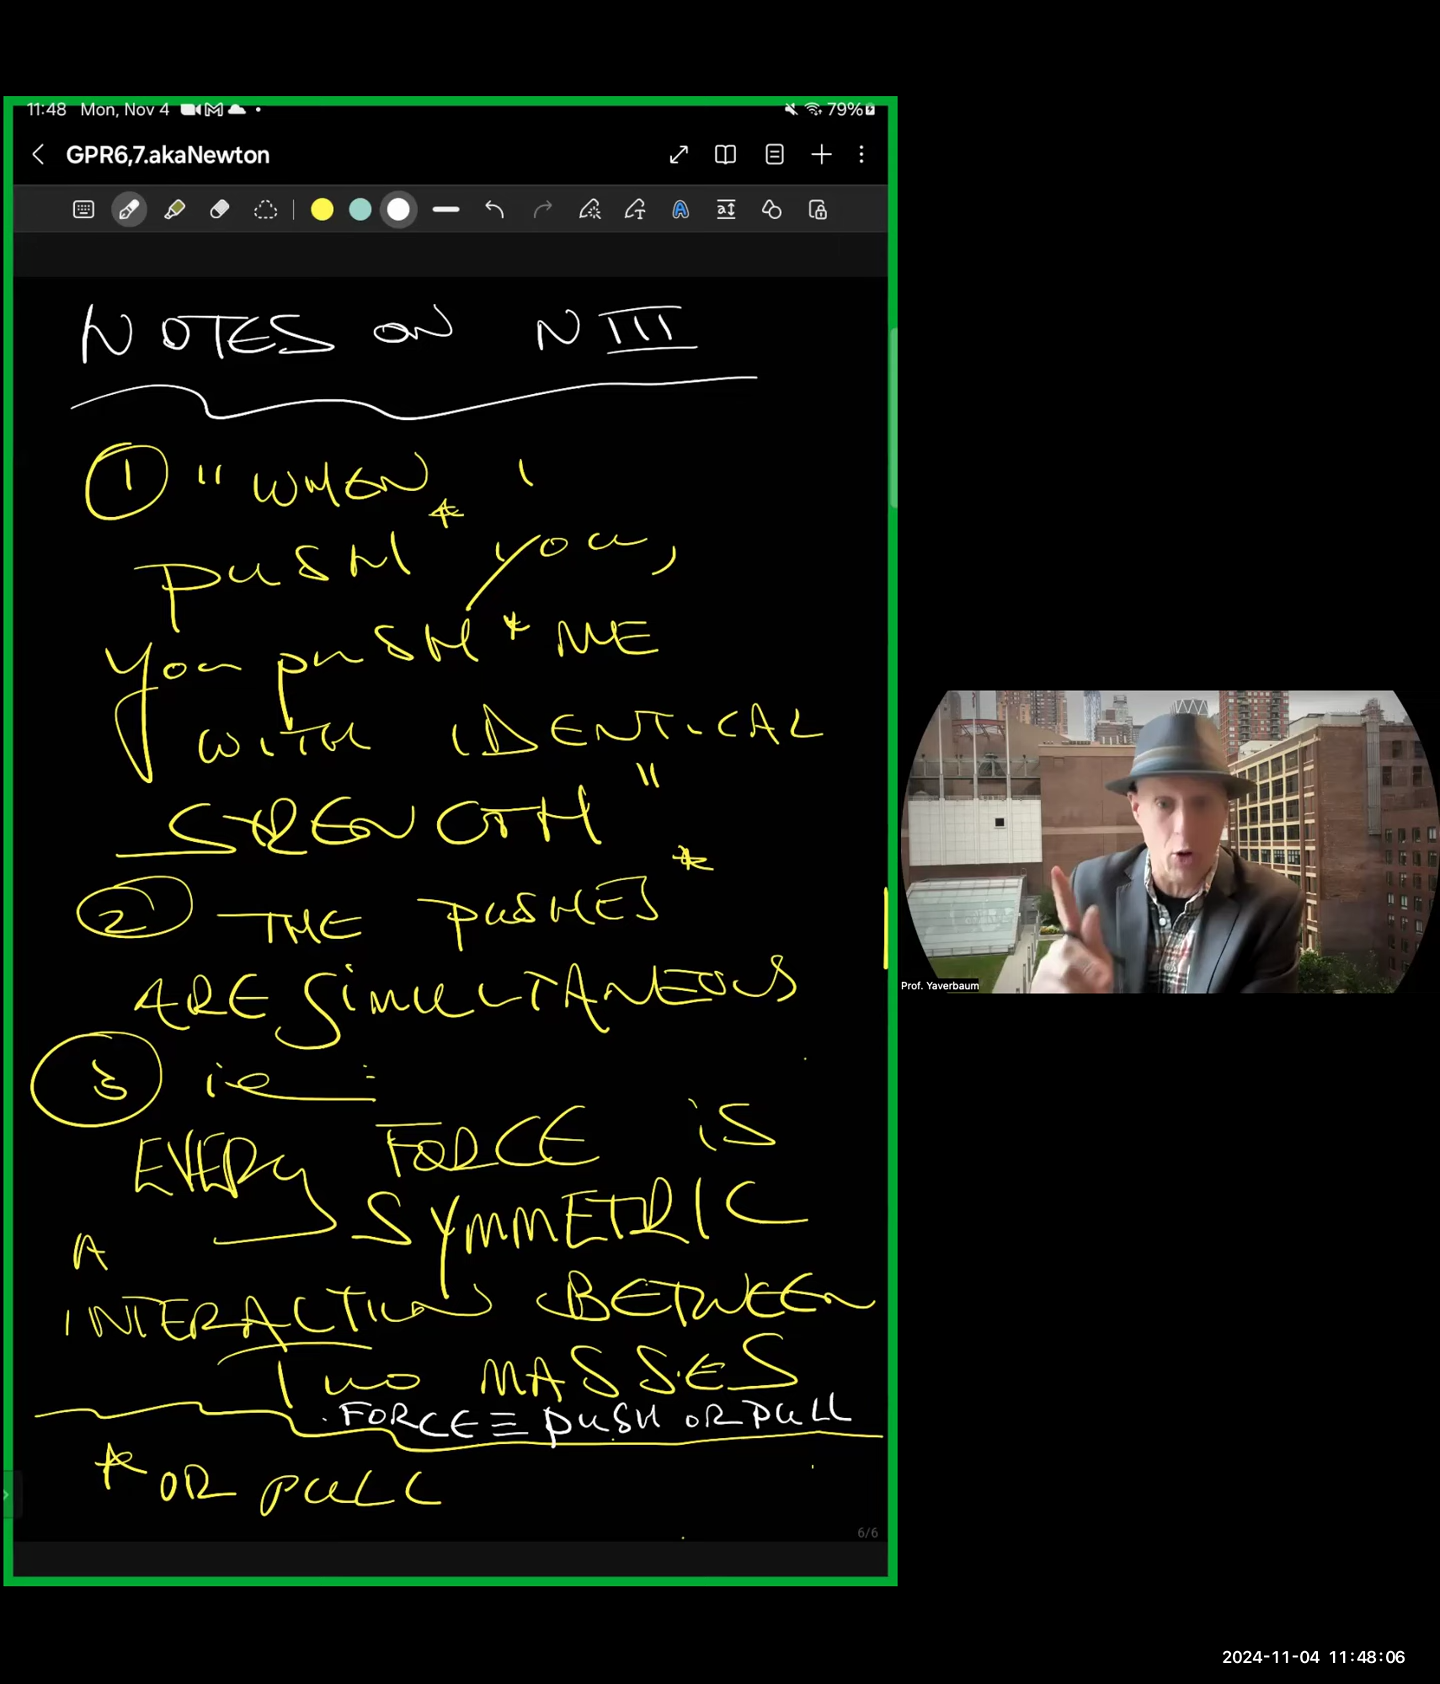 11:48 Mon, Nov 4
79%
GPR6,7.akaNewton
NOTES ON N III
① "WHEN I
PUSH* YOU,
YOU PUSH* ME
WITH IDENTICAL
STRENGTH"
② THE PUSHES*
ARE SIMULTANEOUS
③ ie:
EVERY FORCE IS
A SYMMETRIC
INTERACTION BETWEEN
TWO MASSES
FORCE ≡ PUSH OR PULL
* OR PULL
6/6
Prof. Yaverbaum
2024-11-04 11:48:06